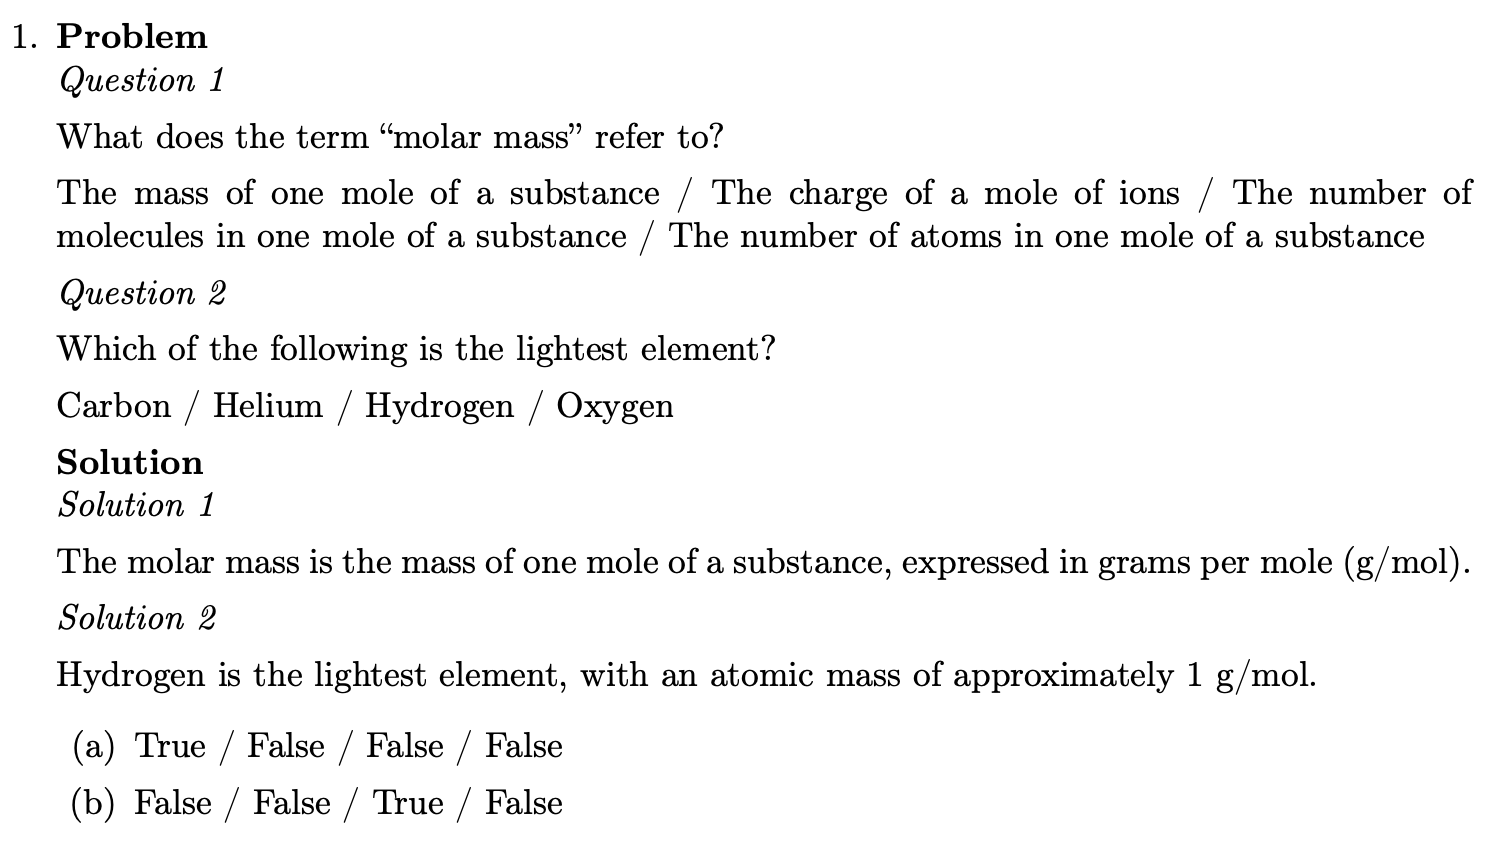 1. Problem
Question 1
What does the term “molar mass” refer to?
The mass of one mole of a substance / The charge of a mole of ions / The number of
molecules in one mole of a substance / The number of atoms in one mole of a substance
Question 2
Which of the following is the lightest element?
Carbon / Helium / Hydrogen / Oxygen
Solution
Solution 1
The molar mass is the mass of one mole of a substance, expressed in grams per mole (g/mol).
Solution 2
Hydrogen is the lightest element, with an atomic mass of approximately 1 g/mol.
(a) True / False / False / False
(b) False / False / True / False